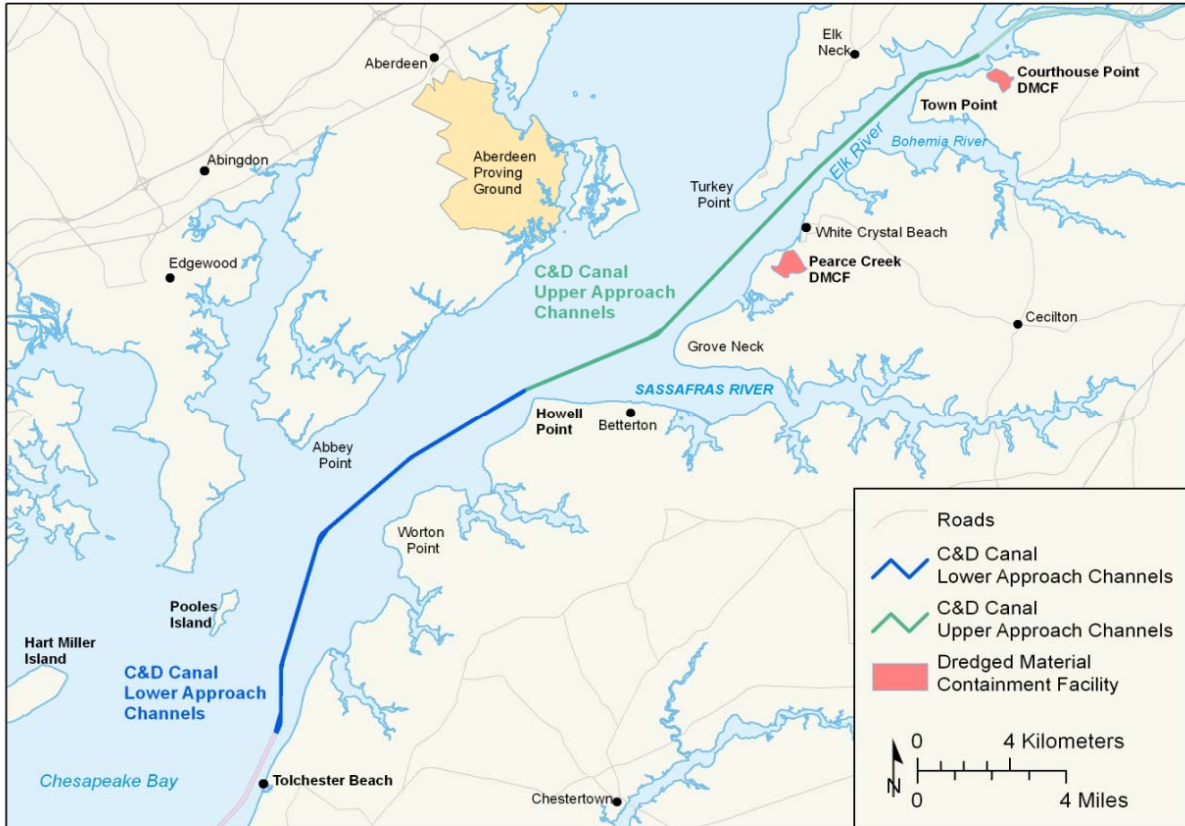 Elk
Neck
Aberdeen
Courthouse Point
DMCF
Town Point
Bohemia River
Elk River
Abingdon
Aberdeen
Proving
Ground
Turkey
Point
White Crystal Beach
Edgewood
Pearce Creek
DMCF
C&D Canal
Upper Approach
Channels
Cecilton
Grove Neck
SASSAFRAS RIVER
Howell
Point
Betterton
Abbey
Point
Worton
Point
Pooles
Island
Hart Miller
Island
C&D Canal
Lower Approach
Channels
Chesapeake Bay
Tolchester Beach
Chestertown
Roads
C&D Canal
Lower Approach Channels
C&D Canal
Upper Approach Channels
Dredged Material
Containment Facility
N
0 4 Kilometers
0 4 Miles